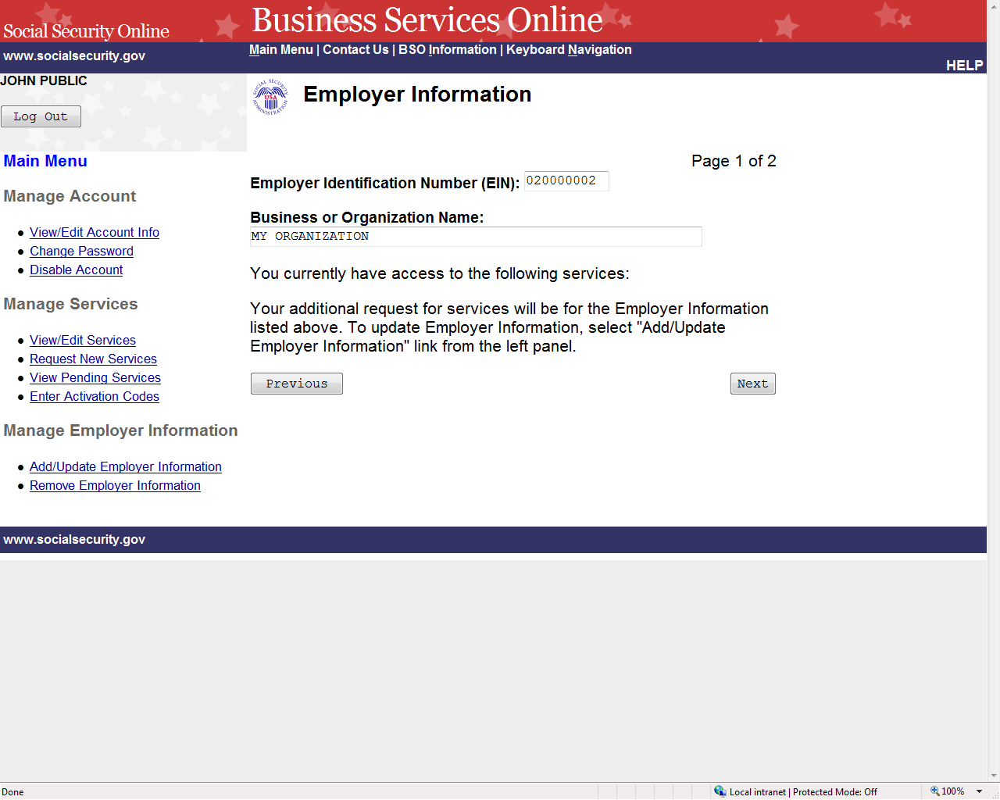 Social Security Online
Business Services Online
www.socialsecurity.gov
Main Menu | Contact Us | BSO Information | Keyboard Navigation
HELP
JOHN PUBLIC
Log Out
SOCIAL SECURITY ADMINISTRATION
USA
Employer Information
Main Menu
Manage Account
View/Edit Account Info
Change Password
Disable Account
Manage Services
View/Edit Services
Request New Services
View Pending Services
Enter Activation Codes
Manage Employer Information
Add/Update Employer Information
Remove Employer Information
Page 1 of 2
Employer Identification Number (EIN): 020000002
Business or Organization Name:
MY ORGANIZATION
You currently have access to the following services:
Your additional request for services will be for the Employer Information
listed above. To update Employer Information, select "Add/Update
Employer Information" link from the left panel.
Previous
Next
www.socialsecurity.gov
Done
Local intranet | Protected Mode: Off
100%